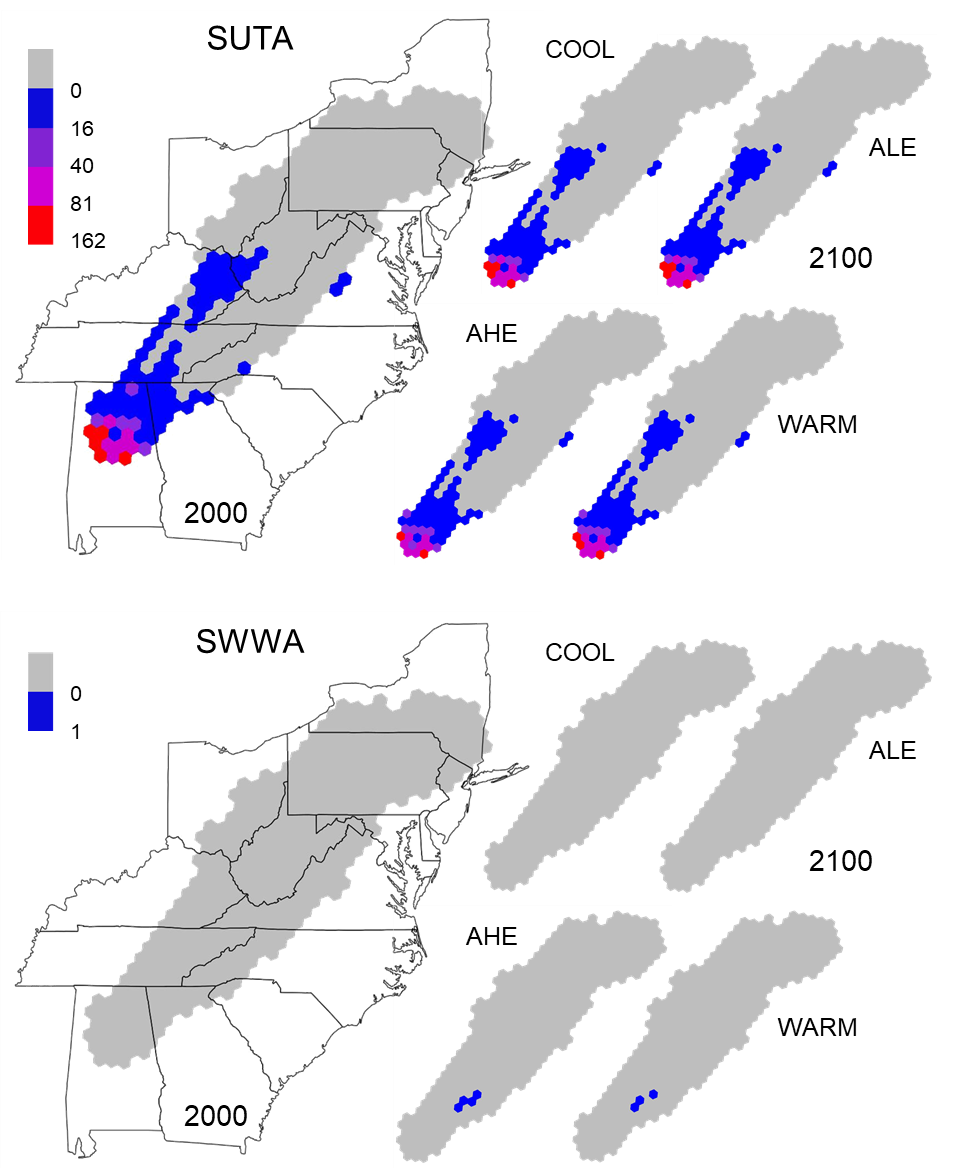 SUTA
0
16
40
81
162
COOL
ALE
2100
AHE
WARM
2000
SWWA
0
1
COOL
ALE
2100
AHE
WARM
2000